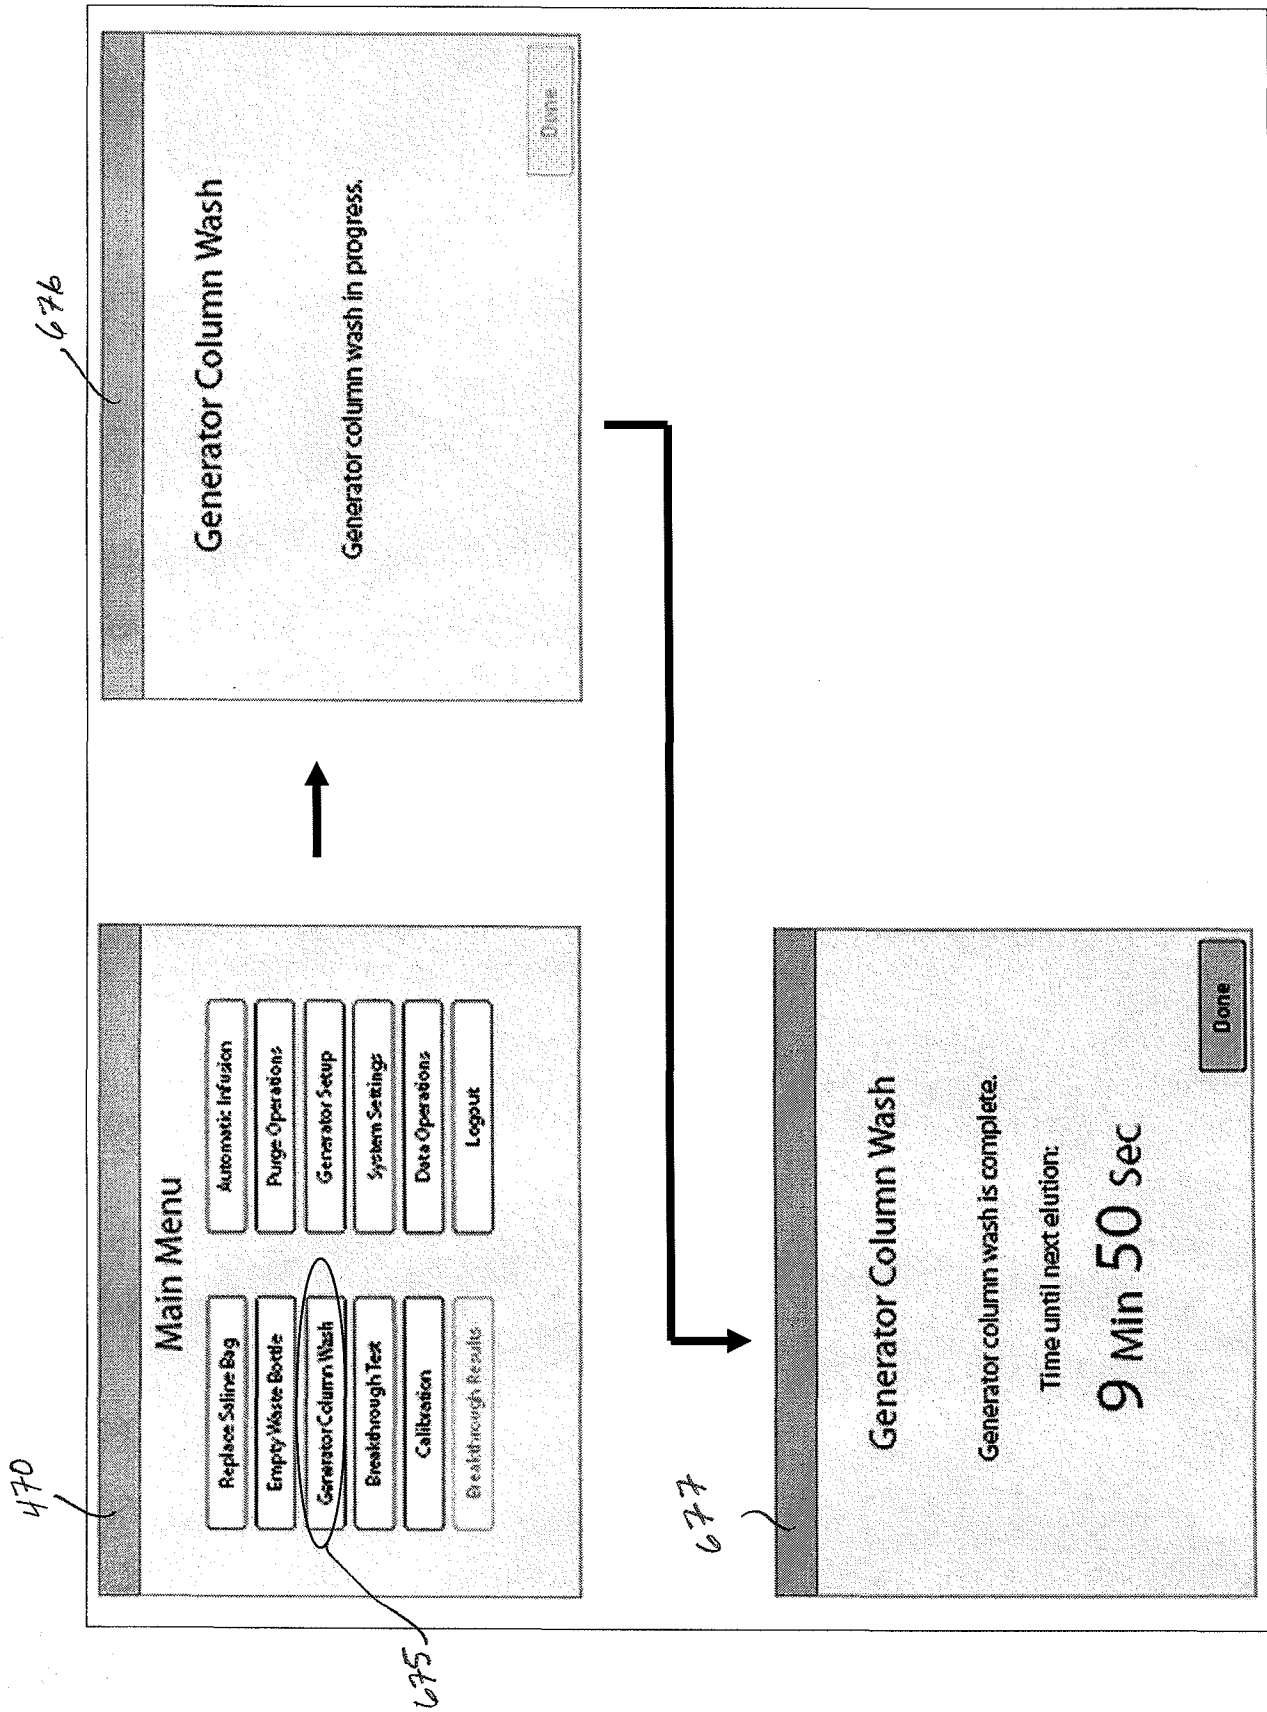 470
Main Menu
Replace Saline Bag
Empty Waste Bottle
Generator Column Wash
Breakthrough Test
Calibration
Breakthrough Results
Automatic Infusion
Purge Operations
Generator Setup
System Settings
Data Operations
Logout
675
676
Generator Column Wash
Generator column wash in progress.
Done
677
Generator Column Wash
Generator column wash is complete.
Time until next elution:
9 Min 50 Sec
Done